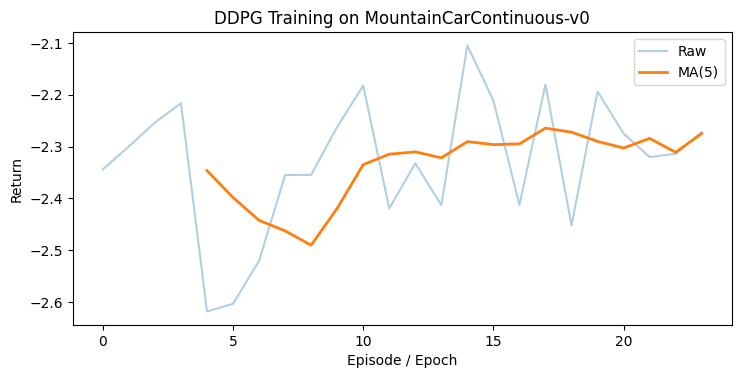 DDPG Training on MountainCarContinuous-v0
Raw
MA(5)
Return
−2.1
−2.2
−2.3
−2.4
−2.5
−2.6
0
5
10
15
20
Episode / Epoch